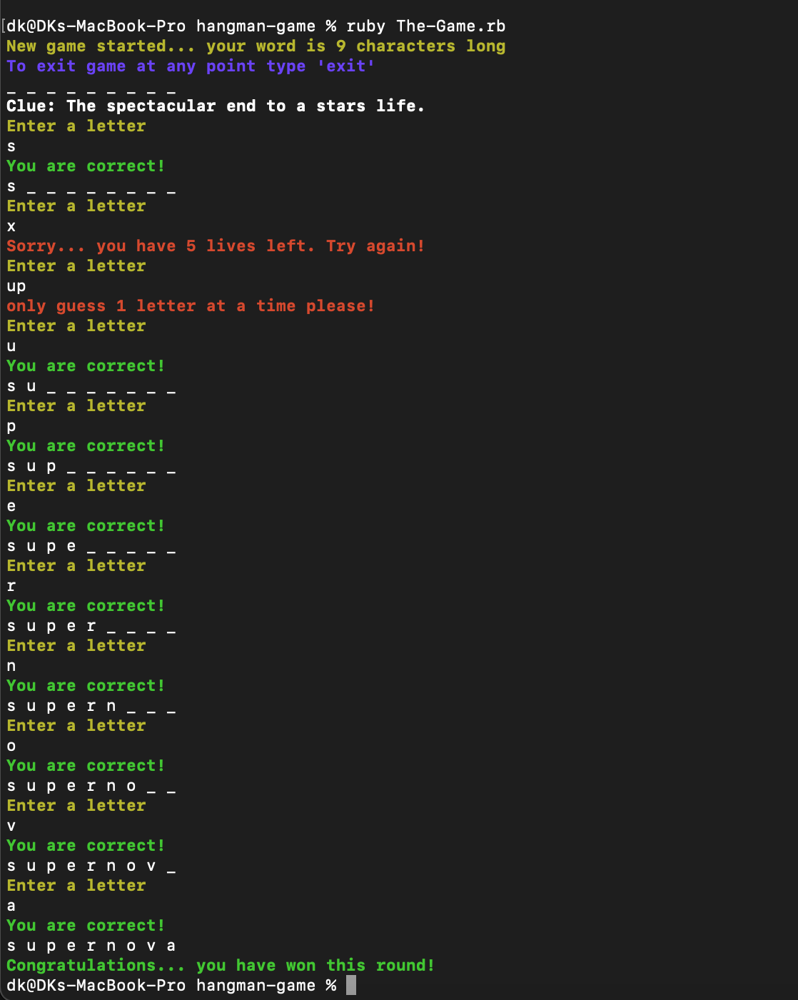 [dk@DKs-MacBook-Pro hangman-game % ruby The-Game.rb
New game started... your word is 9 characters long
To exit game at any point type 'exit'
_ _ _ _ _ _ _ _ _
Clue: The spectacular end to a stars life.
Enter a letter
s
You are correct!
s _ _ _ _ _ _ _ _
Enter a letter
x
Sorry... you have 5 lives left. Try again!
Enter a letter
up
only guess 1 letter at a time please!
Enter a letter
u
You are correct!
s u _ _ _ _ _ _ _
Enter a letter
p
You are correct!
s u p _ _ _ _ _ _
Enter a letter
e
You are correct!
s u p e _ _ _ _ _
Enter a letter
r
You are correct!
s u p e r _ _ _ _
Enter a letter
n
You are correct!
s u p e r n _ _ _
Enter a letter
o
You are correct!
s u p e r n o _ _
Enter a letter
v
You are correct!
s u p e r n o v _
Enter a letter
a
You are correct!
s u p e r n o v a
Congratulations... you have won this round!
dk@DKs-MacBook-Pro hangman-game %